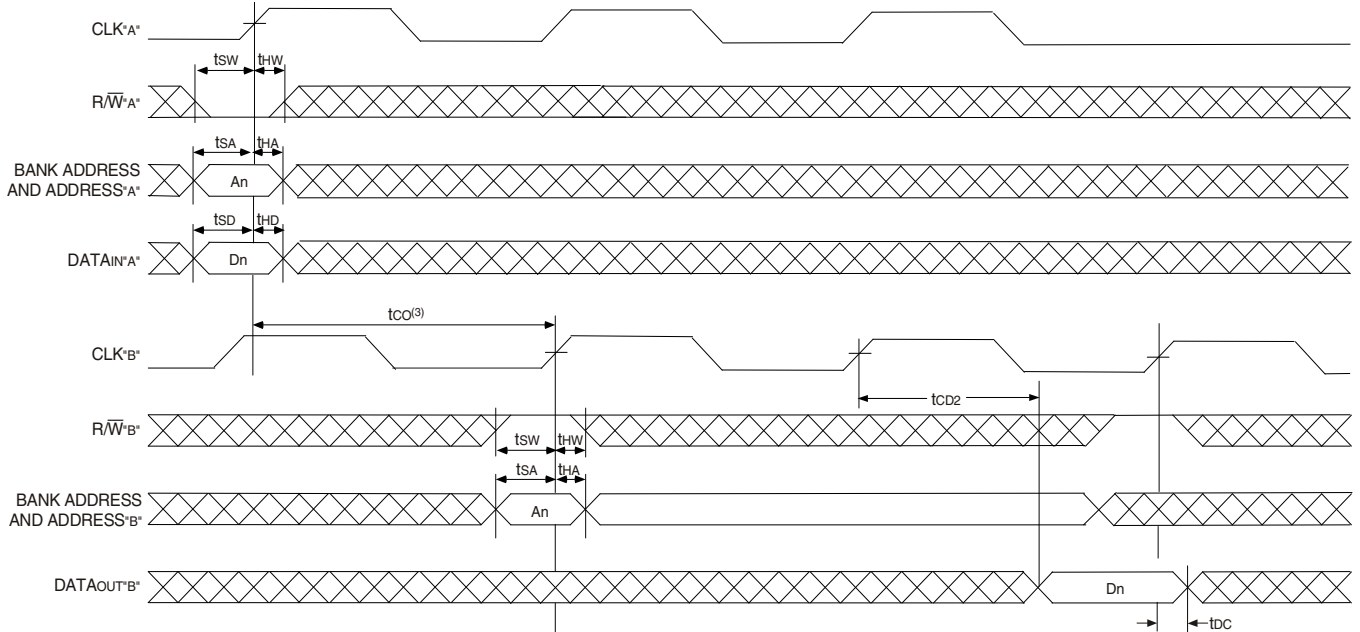 CLK"A"
tSW tHW
R/W̅"A"
tSA tHA
BANK ADDRESS
AND ADDRESS"A"
An
tSD tHD
DATAIN"A"
Dn
tCO(3)
CLK"B"
tCD2
R/W̅"B"
tSW tHW
tSA tHA
BANK ADDRESS
AND ADDRESS"B"
An
DATAOUT"B"
Dn
tDC